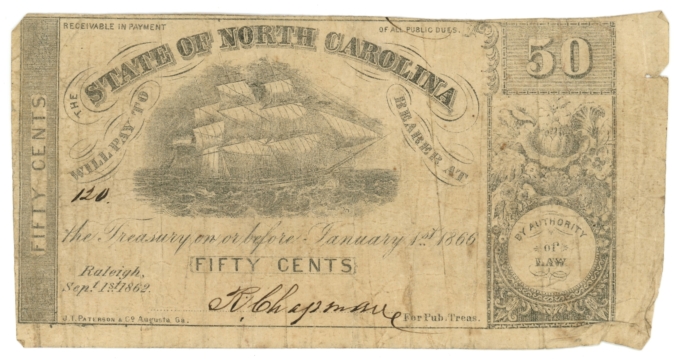 RECEIVABLE IN PAYMENT OF ALL PUBLIC DUES.
THE STATE OF NORTH CAROLINA
50
WILL PAY TO BEARER AT
FIFTY CENTS
120.
the Treasury on or before January 1st 1866
BY AUTHORITY
OF
LAW
FIFTY CENTS
Raleigh,
Sept. 1st 1862.
R. Chapman For Pub. Treas.
J. T. PATERSON & Co Augusta, Ga.